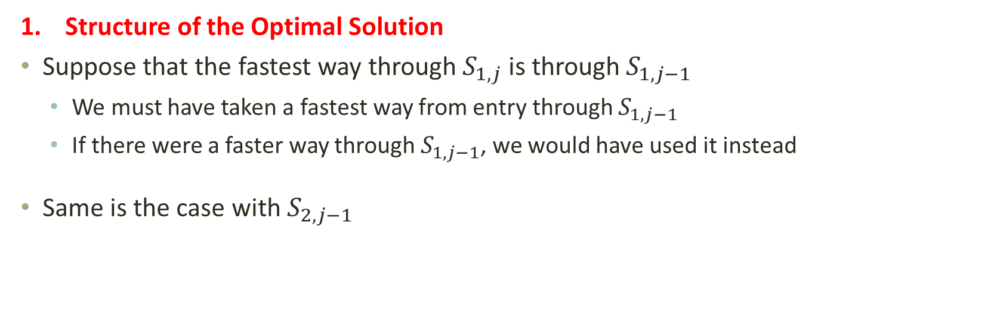 1. Structure of the Optimal Solution
• Suppose that the fastest way through $S_{1,j}$ is through $S_{1,j-1}$
• We must have taken a fastest way from entry through $S_{1,j-1}$
• If there were a faster way through $S_{1,j-1}$, we would have used it instead
• Same is the case with $S_{2,j-1}$